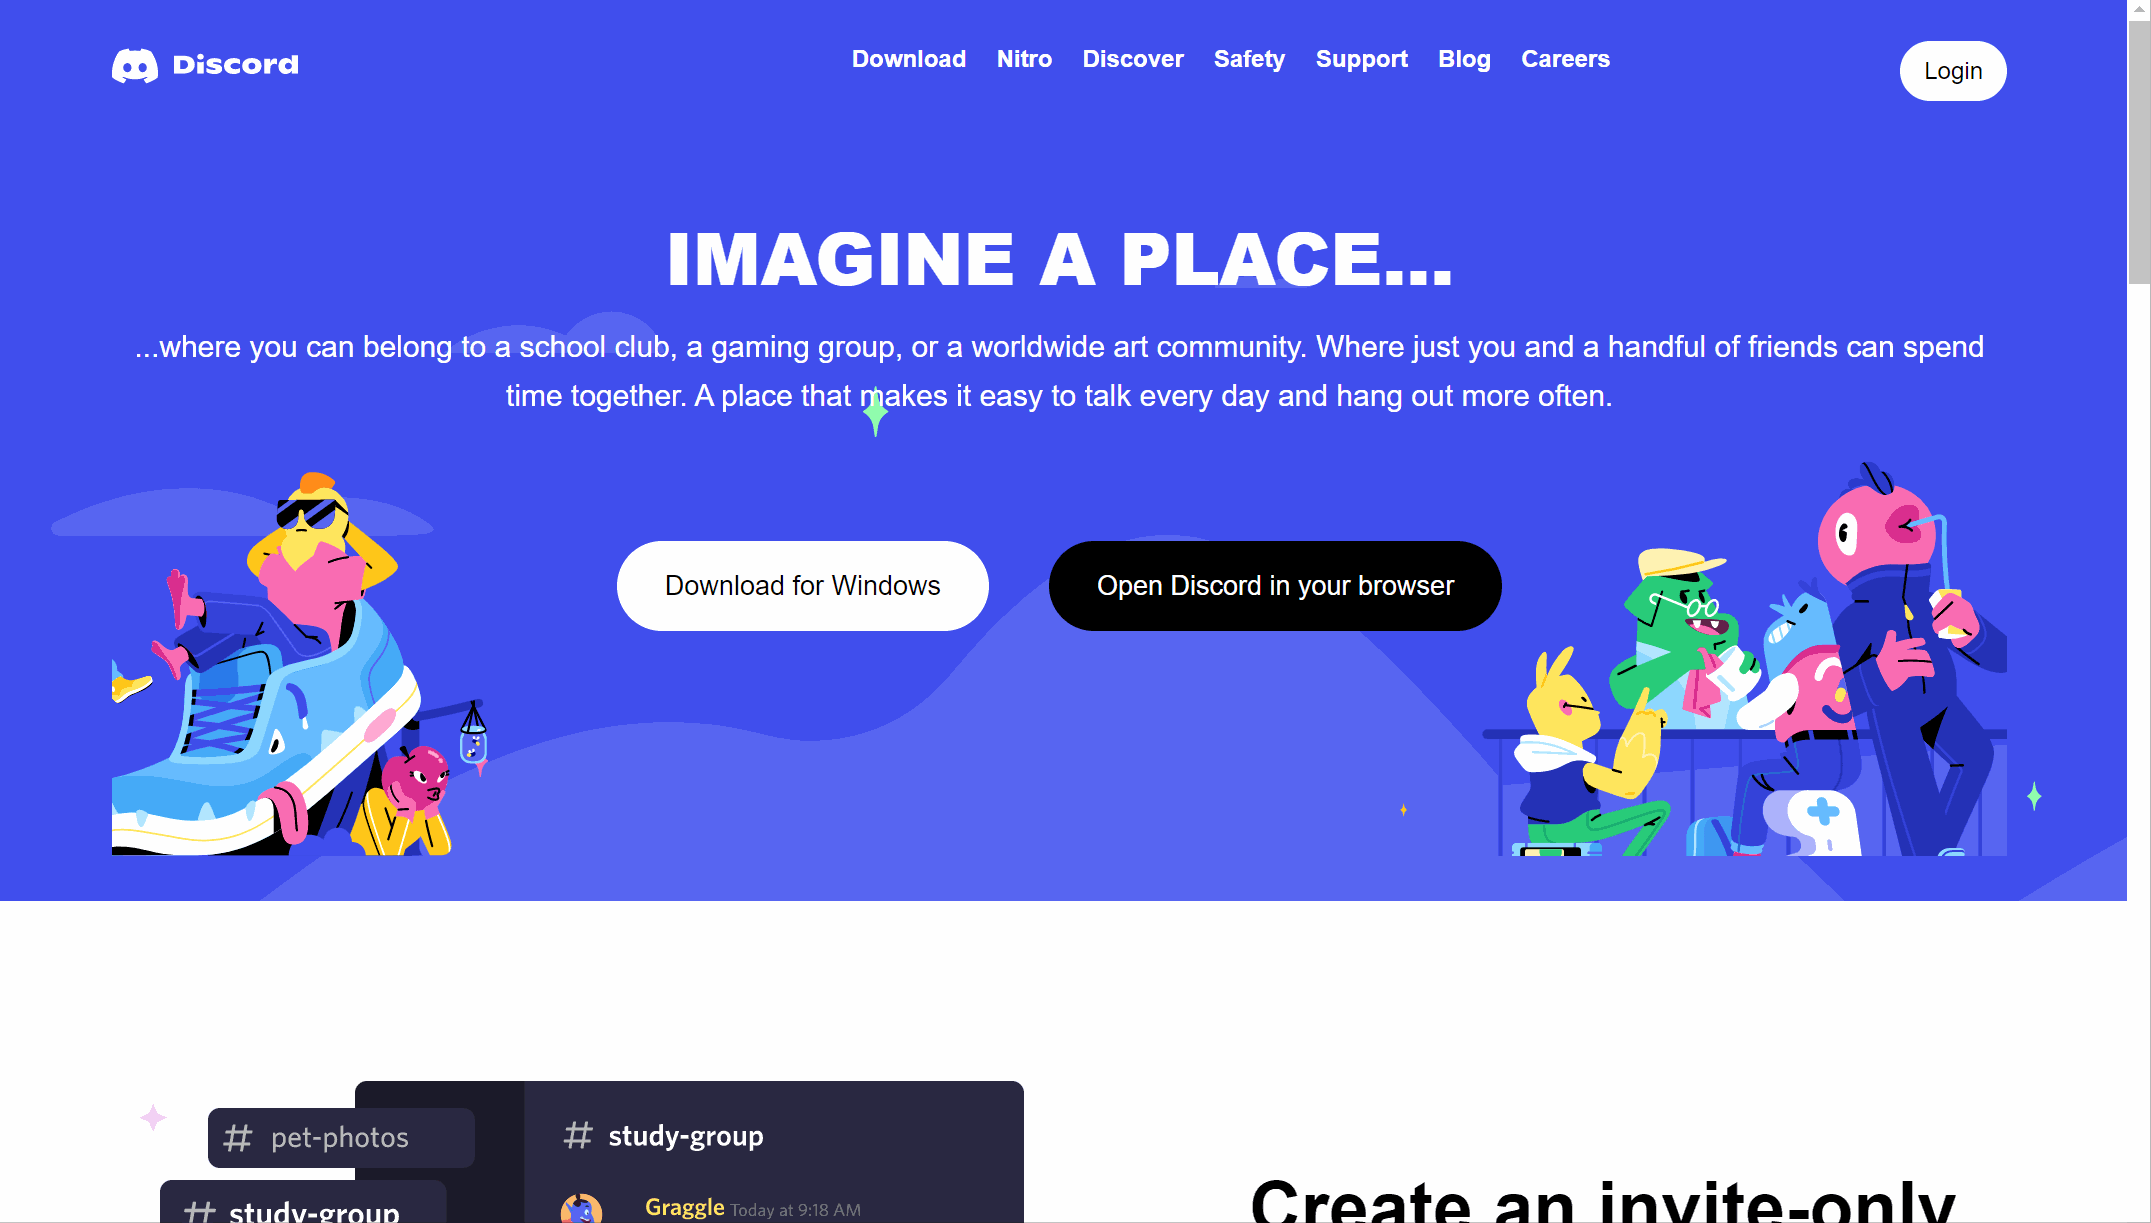 Discord
Download Nitro Discover Safety Support Blog Careers
Login
IMAGINE A PLACE...
...where you can belong to a school club, a gaming group, or a worldwide art community. Where just you and a handful of friends can spend
time together. A place that makes it easy to talk every day and hang out more often.
Download for Windows
Open Discord in your browser
# pet-photos
# study-group
# study-group
Graggle Today at 9:18 AM
Create an invite-only